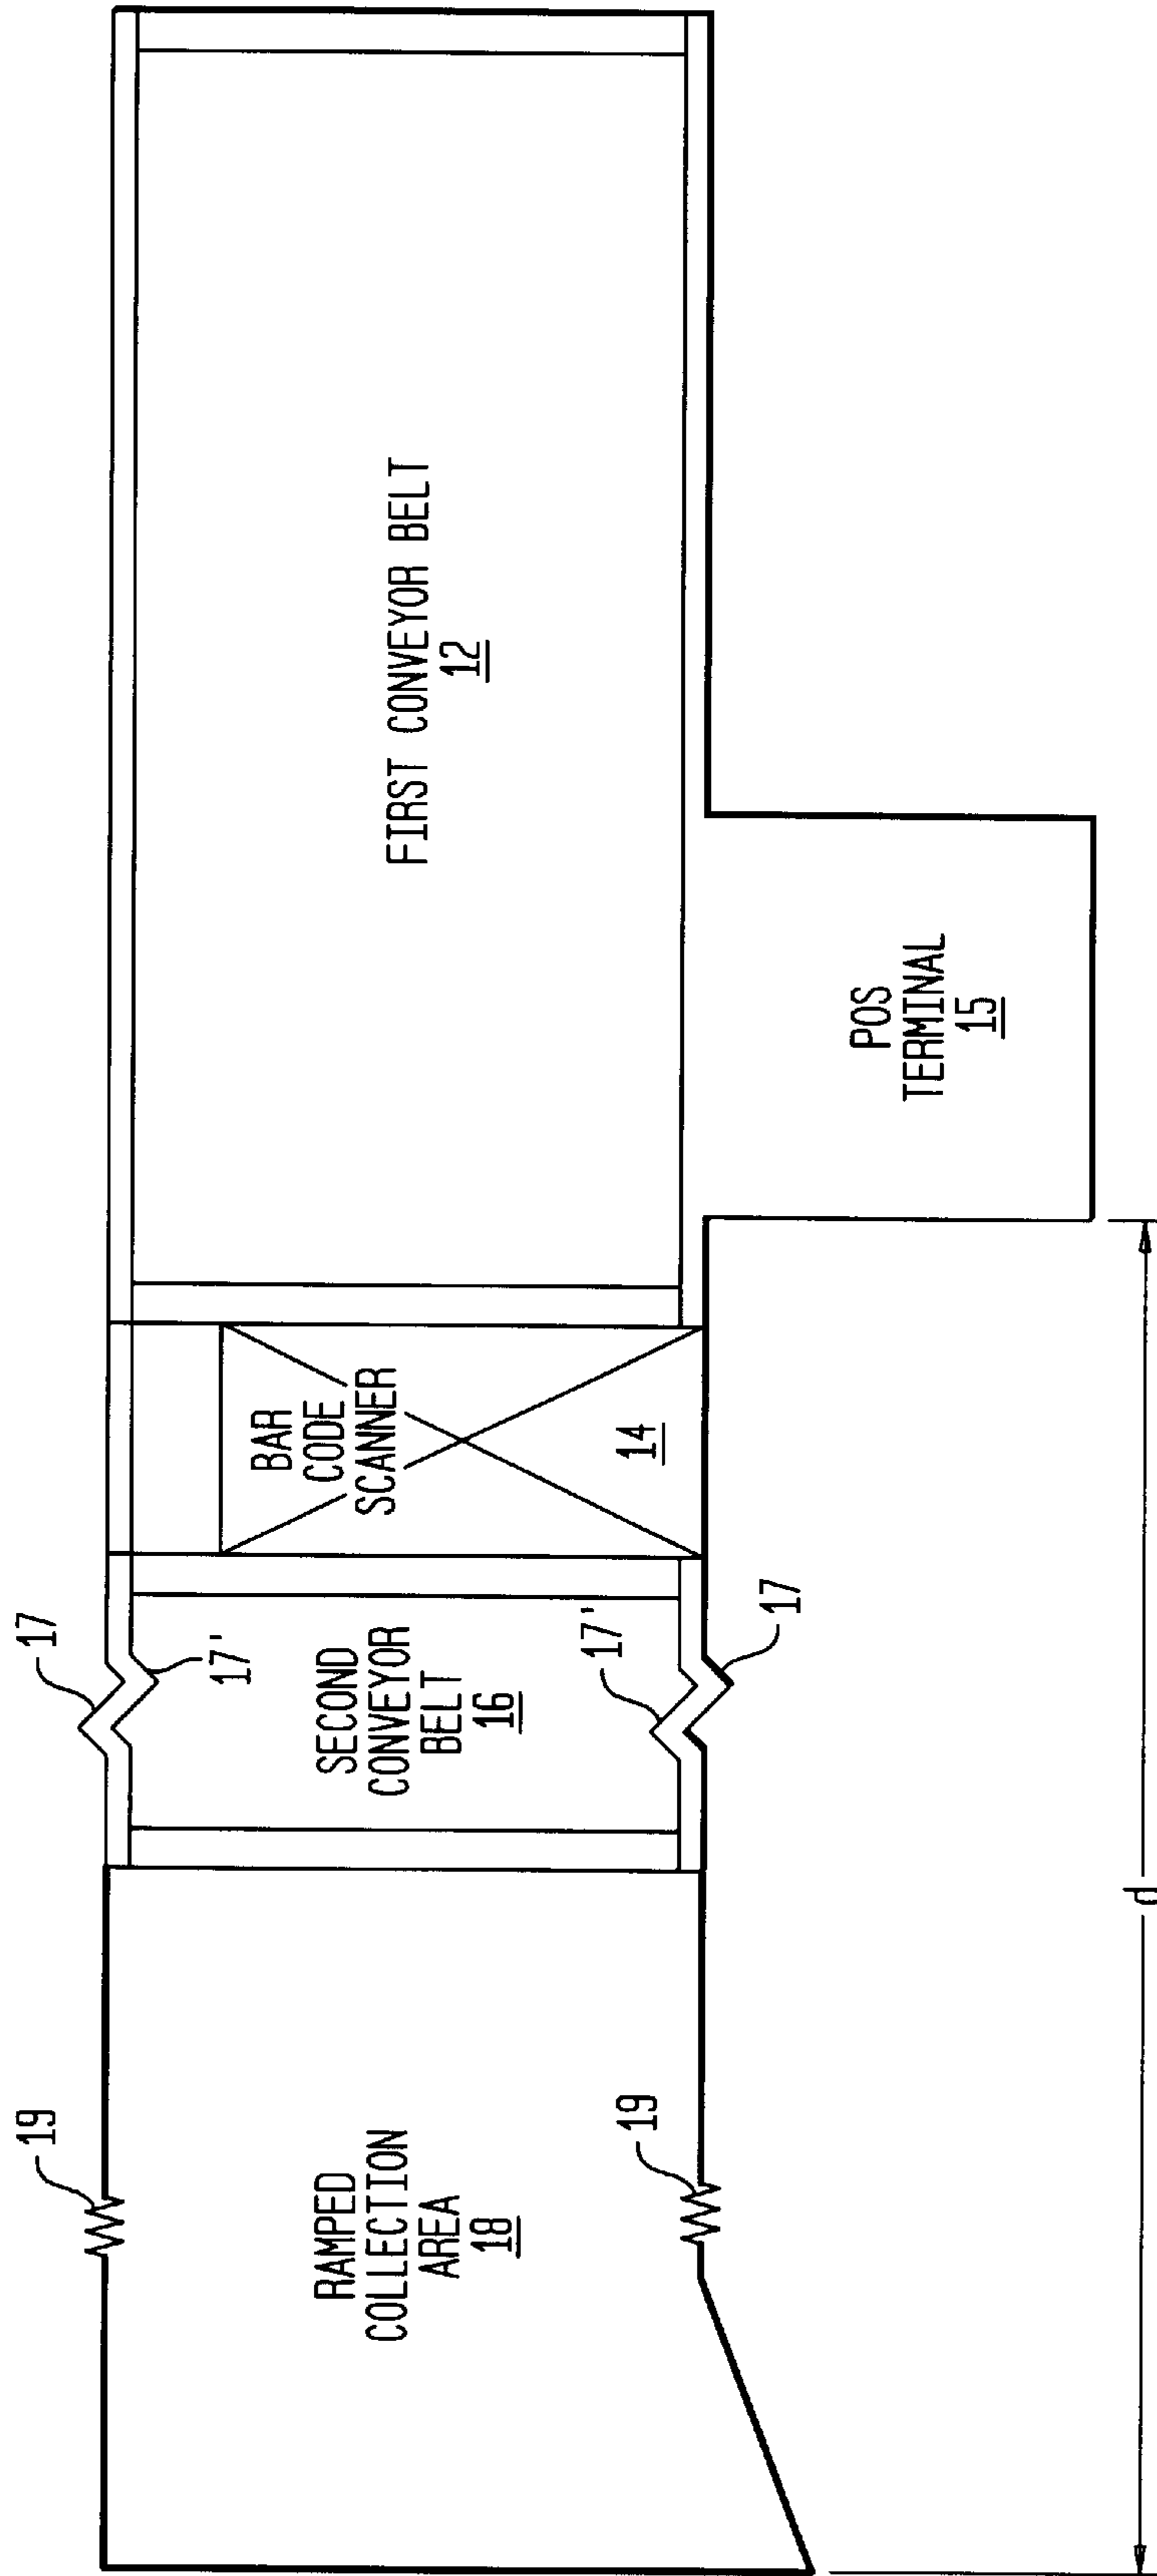 FIRST CONVEYOR BELT
12
POS
TERMINAL
15
BAR
CODE
SCANNER
14
17
17'
SECOND
CONVEYOR
BELT
16
17'
17
d
19
RAMPED
COLLECTION
AREA
18
19